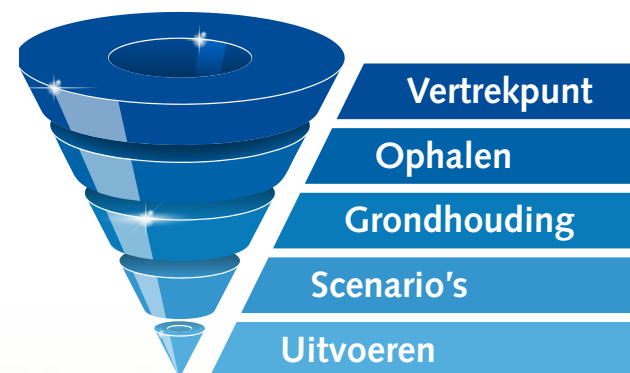 Vertrekpunt
Ophalen
Grondhouding
Scenario's
Uitvoeren